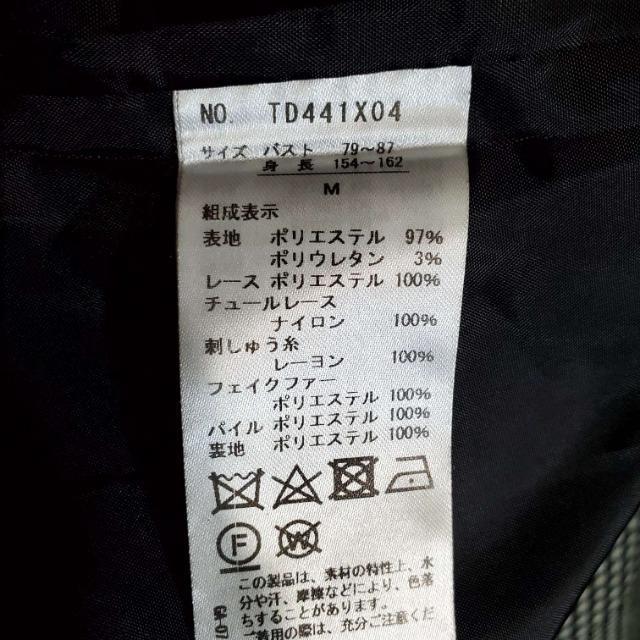 NO. TD441X04
サイズ バスト 79~87
身長 154~162
M
組成表示
表地 ポリエステル 97%
ポリウレタン 3%
レース ポリエステル 100%
チュールレース
ナイロン 100%
刺しゅう糸
レーヨン 100%
フェイクファー
ポリエステル 100%
パイル ポリエステル 100%
裏地 ポリエステル 100%
F W
この製品は、素材の特性上、水
分や汗、摩擦などにより、色落
ちすることがあります。
ご着用の際は、充分ご注意くだ